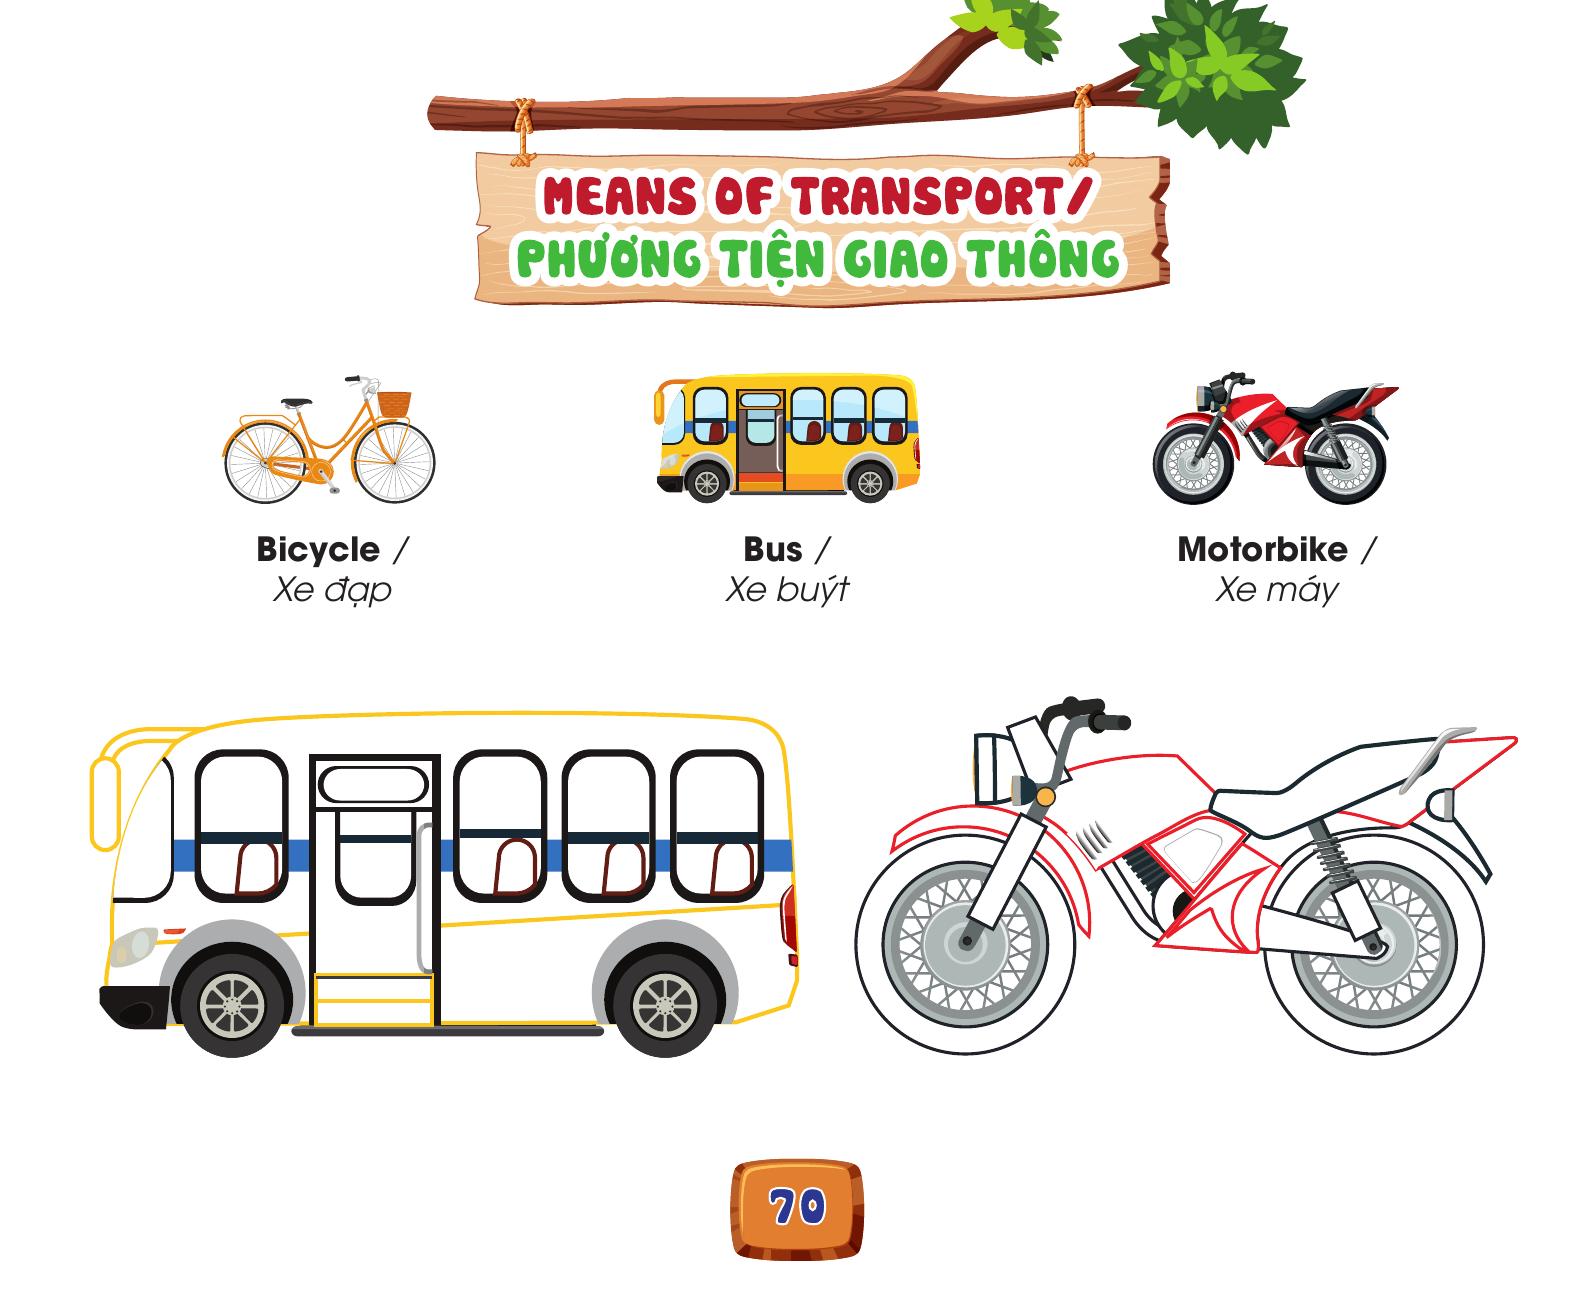 MEANS OF TRANSPORT/
PHƯƠNG TIỆN GIAO THÔNG
Bicycle /
Xe đạp
Bus /
Xe buýt
Motorbike /
Xe máy
70